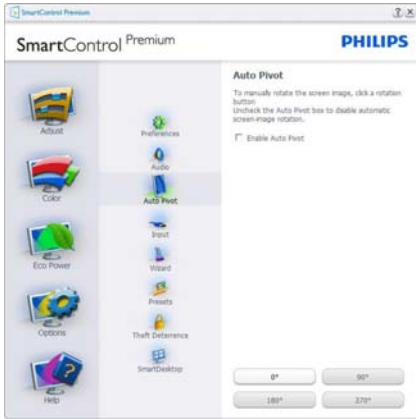 SmartControl Premium
SmartControl Premium
PHILIPS
Adjust
Color
Eco Power
Options
Help
Preferences
Audio
Auto Pivot
Input
Wizard
Presets
Theft Deterrence
SmartDesktop
Auto Pivot
To manually rotate the screen image, click a rotation
button
Uncheck the Auto Pivot box to disable automatic
screen-image rotation.
Enable Auto Pivot
0°
90°
180°
270°